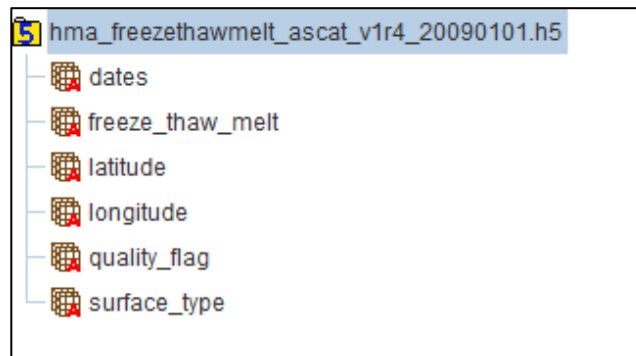 hma_freezethawmelt_ascat_v1r4_20090101.h5
dates
freeze_thaw_melt
latitude
longitude
quality_flag
surface_type